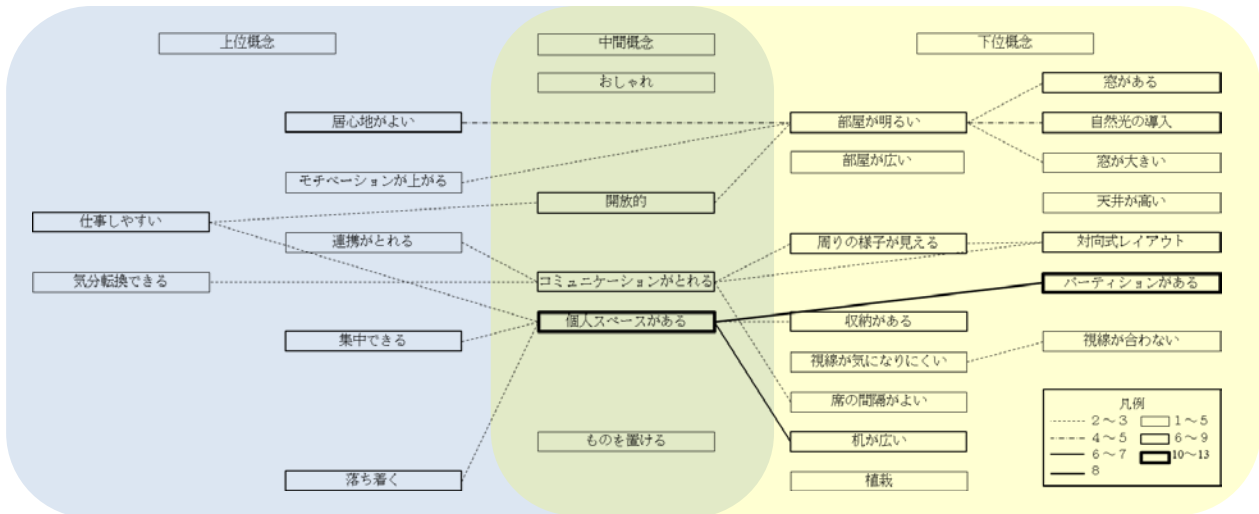 上位概念
中間概念
下位概念
おしゃれ
窓がある
居心地がよい
部屋が明るい
自然光の導入
部屋が広い
窓が大きい
モチベーションが上がる
開放的
天井が高い
仕事しやすい
連携がとれる
周りの様子が見える
対向式レイアウト
気分転換できる
コミュニケーションがとれる
パーティションがある
個人スペースがある
収納がある
集中できる
視線が気になりにくい
視線が合わない
席の間隔がよい
ものを置ける
机が広い
落ち着く
植栽
凡例
2～3
1～5
4～5
6～9
6～7
10～13
8